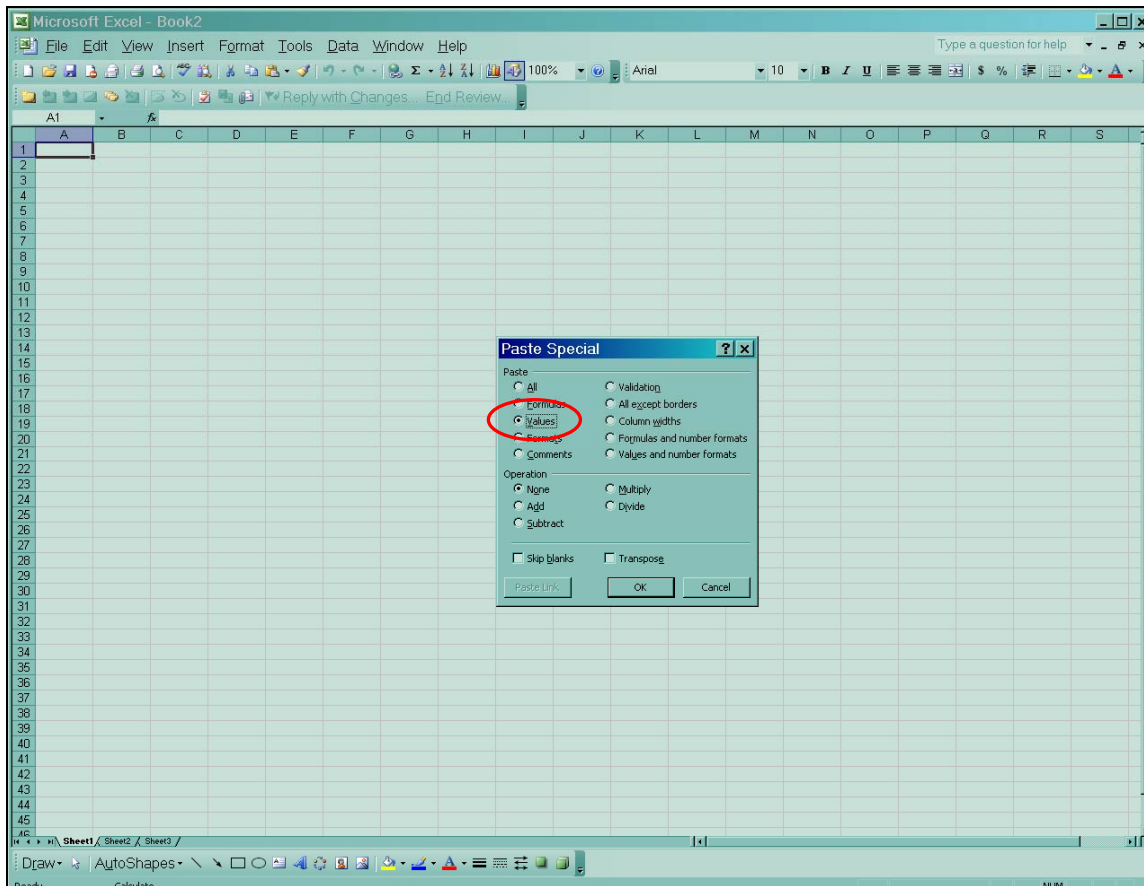 Microsoft Excel - Book2
File Edit View Insert Format Tools Data Window Help
Type a question for help
100% Arial 10 B I U $ %
Reply with Changes... End Review...
A1 fx
A B C D E F G H I J K L M N O P Q R S
1
2
3
4
5
6
7
8
9
10
11
12
13
14
15
16
17
18
19
20
21
22
23
24
25
26
27
28
29
30
31
32
33
34
35
36
37
38
39
40
41
42
43
44
45
46
Paste Special
Paste
All Validation
Formulas All except borders
Values Column widths
Formats Formulas and number formats
Comments Values and number formats
Operation
None Multiply
Add Divide
Subtract
Skip blanks Transpose
Paste Link OK Cancel
Sheet1 Sheet2 Sheet3
Draw AutoShapes
Ready Calculate NUM